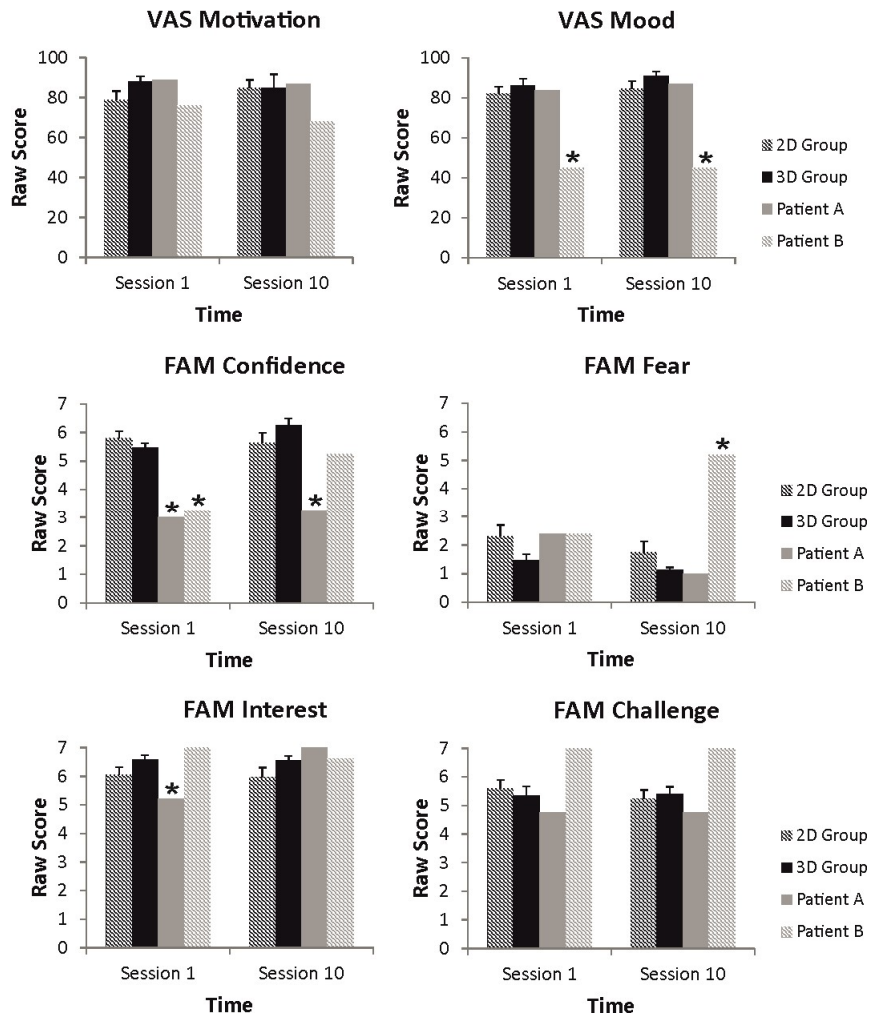 VAS Motivation
100
80
60
40
20
0
Raw Score
Session 1
Session 10
Time
VAS Mood
100
80
60
40
20
0
Raw Score
*
*
Session 1
Session 10
Time
2D Group
3D Group
Patient A
Patient B
FAM Confidence
7
6
5
4
3
2
1
0
Raw Score
* *
*
Session 1
Session 10
Time
FAM Fear
7
6
5
4
3
2
1
0
Raw Score
*
Session 1
Session 10
Time
2D Group
3D Group
Patient A
Patient B
FAM Interest
7
6
5
4
3
2
1
0
Raw Score
*
Session 1
Session 10
Time
FAM Challenge
7
6
5
4
3
2
1
0
Raw Score
Session 1
Session 10
Time
2D Group
3D Group
Patient A
Patient B